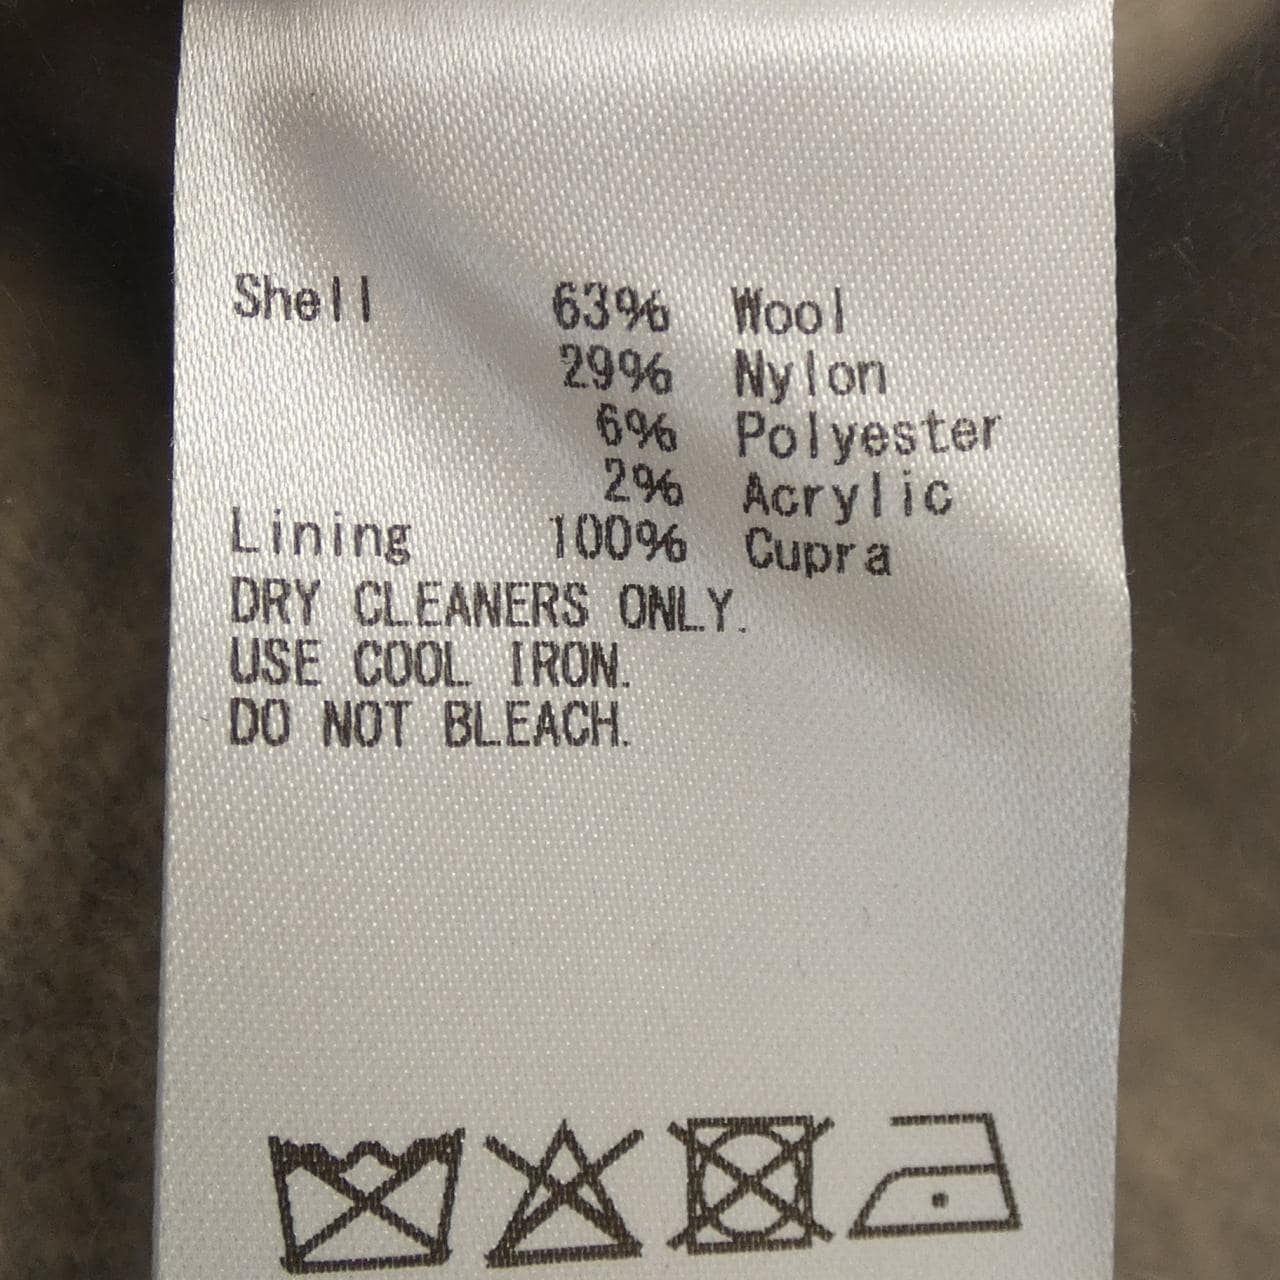 Shell 63% Wool
29% Nylon
6% Polyester
2% Acrylic
Lining 100% Cupra
DRY CLEANERS ONLY.
USE COOL IRON.
DO NOT BLEACH.